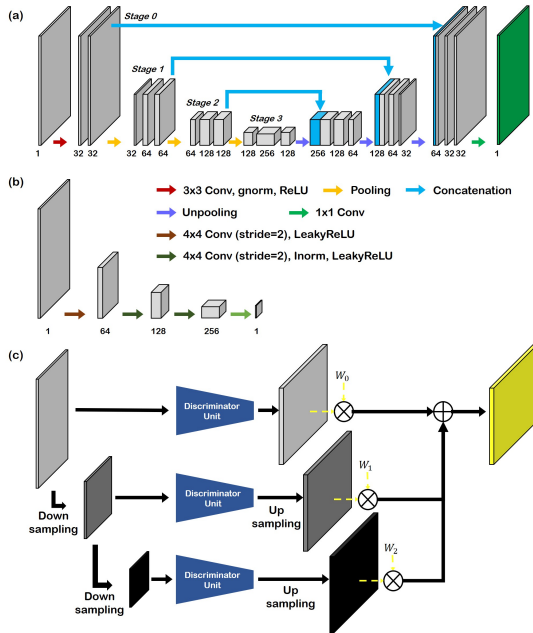 (a)
Stage 0
Stage 1
Stage 2
Stage 3
1 32 32 32 64 64 64 128 128 128 256 128 256 128 64 128 64 32 64 32 32 1
(b)
3x3 Conv, gnorm, ReLU
Pooling
Concatenation
Unpooling
1x1 Conv
4x4 Conv (stride=2), LeakyReLU
4x4 Conv (stride=2), Inorm, LeakyReLU
1 64 128 256 1
(c)
W0
Discriminator
Unit
W1
Discriminator
Unit
Down
sampling
Up
sampling
W2
Discriminator
Unit
Down
sampling
Up
sampling